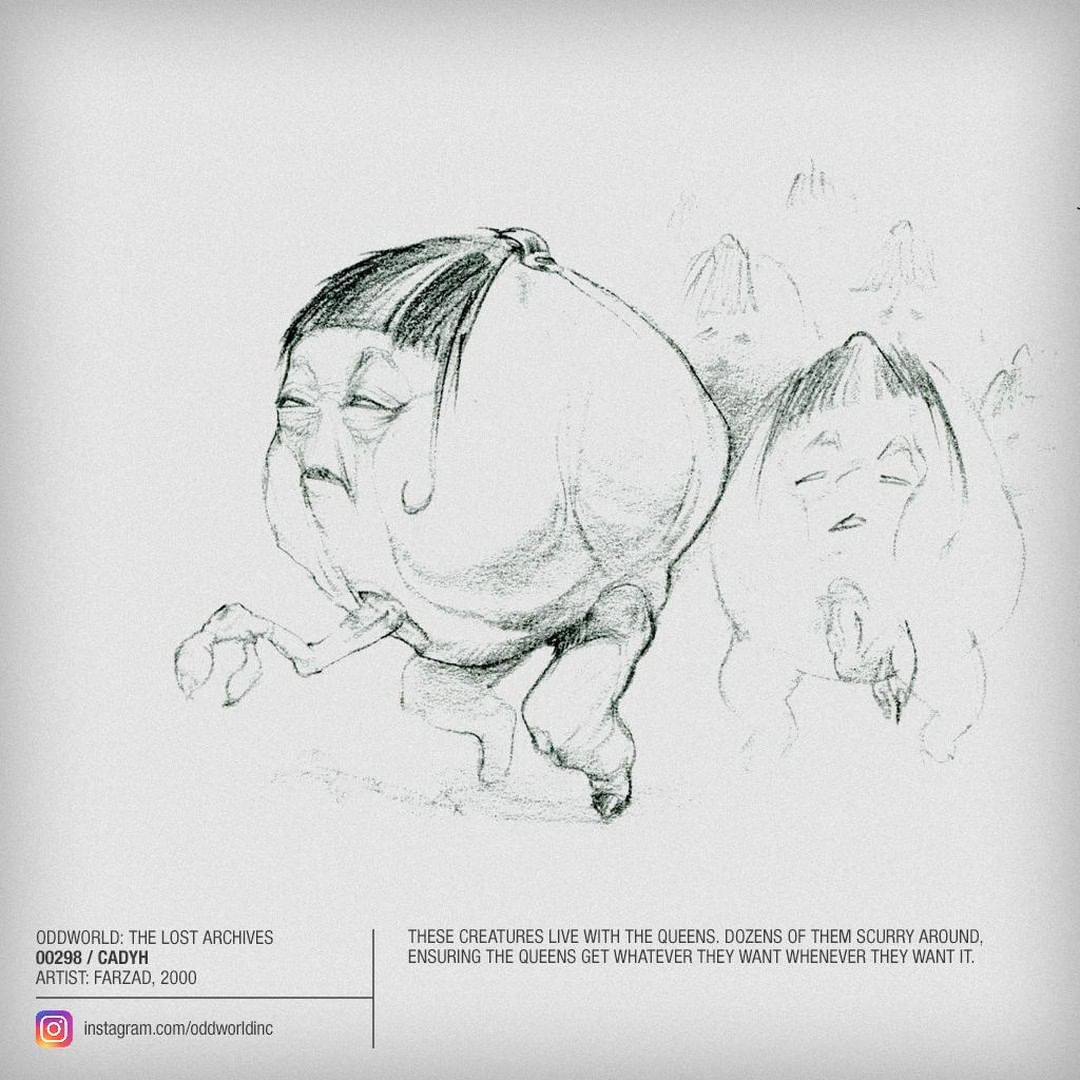 ODDWORLD: THE LOST ARCHIVES
00298 / CADYH
ARTIST: FARZAD, 2000
instagram.com/oddworldinc
THESE CREATURES LIVE WITH THE QUEENS. DOZENS OF THEM SCURRY AROUND,
ENSURING THE QUEENS GET WHATEVER THEY WANT WHENEVER THEY WANT IT.